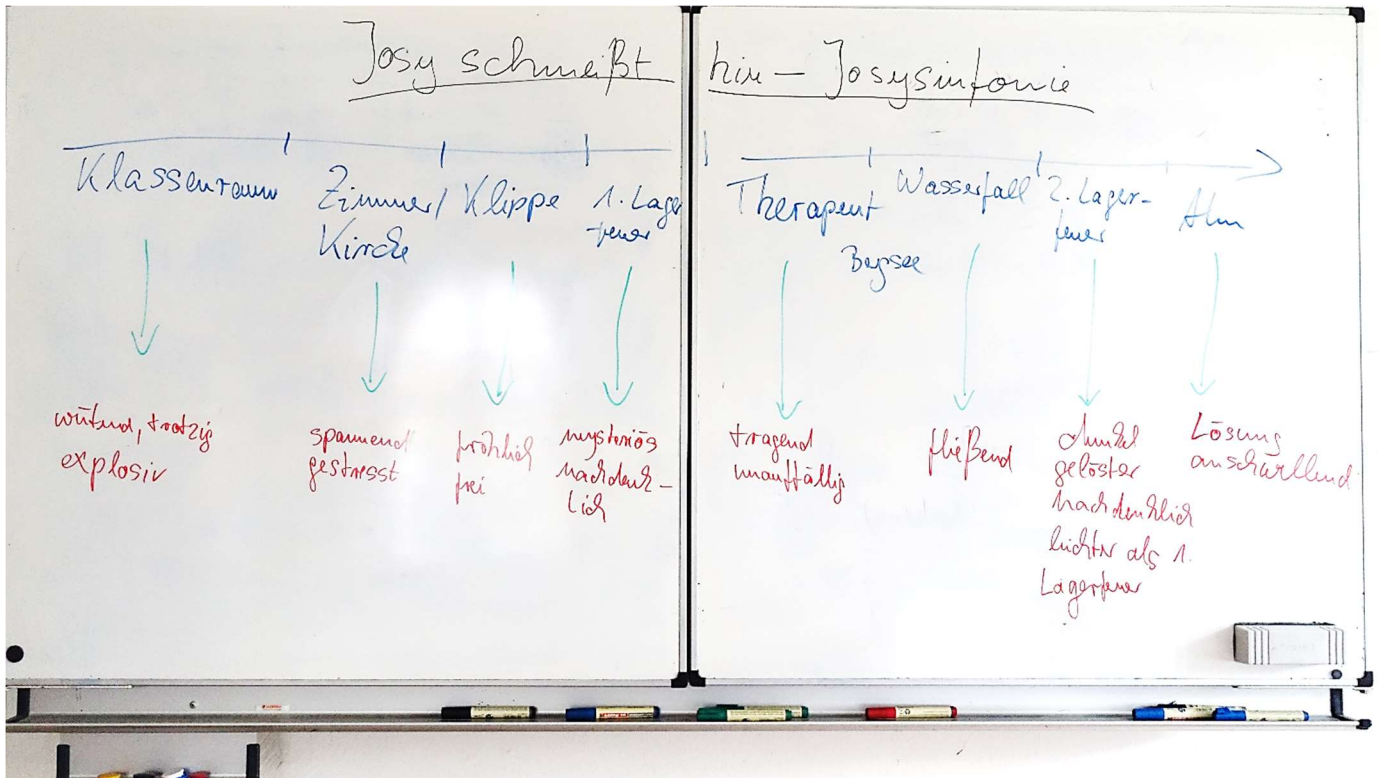 Josy schmeißt hin – Josysinfonie
Klassenraum
Zimmer/
Kirche
Klippe
1. Lager
-feuer
Therapeut
Bergsee
Wasserfall
2. Lager-
feuer
Alm
wütend, trotzig
explosiv
spannend
gestresst
fröhlich
frei
mysteriös
nachdenk-
lich
tragend
unauffällig
fließend
dunkel
gelöster
nachdenklich
leichter als 1.
Lagerfeuer
Lösung
anschwellend